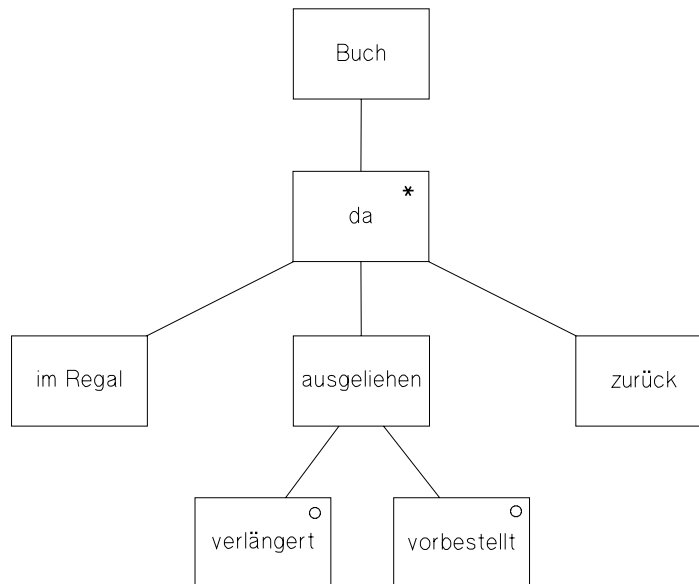 Buch
*
da
im Regal
ausgeliehen
zurück
verlängert
vorbestellt